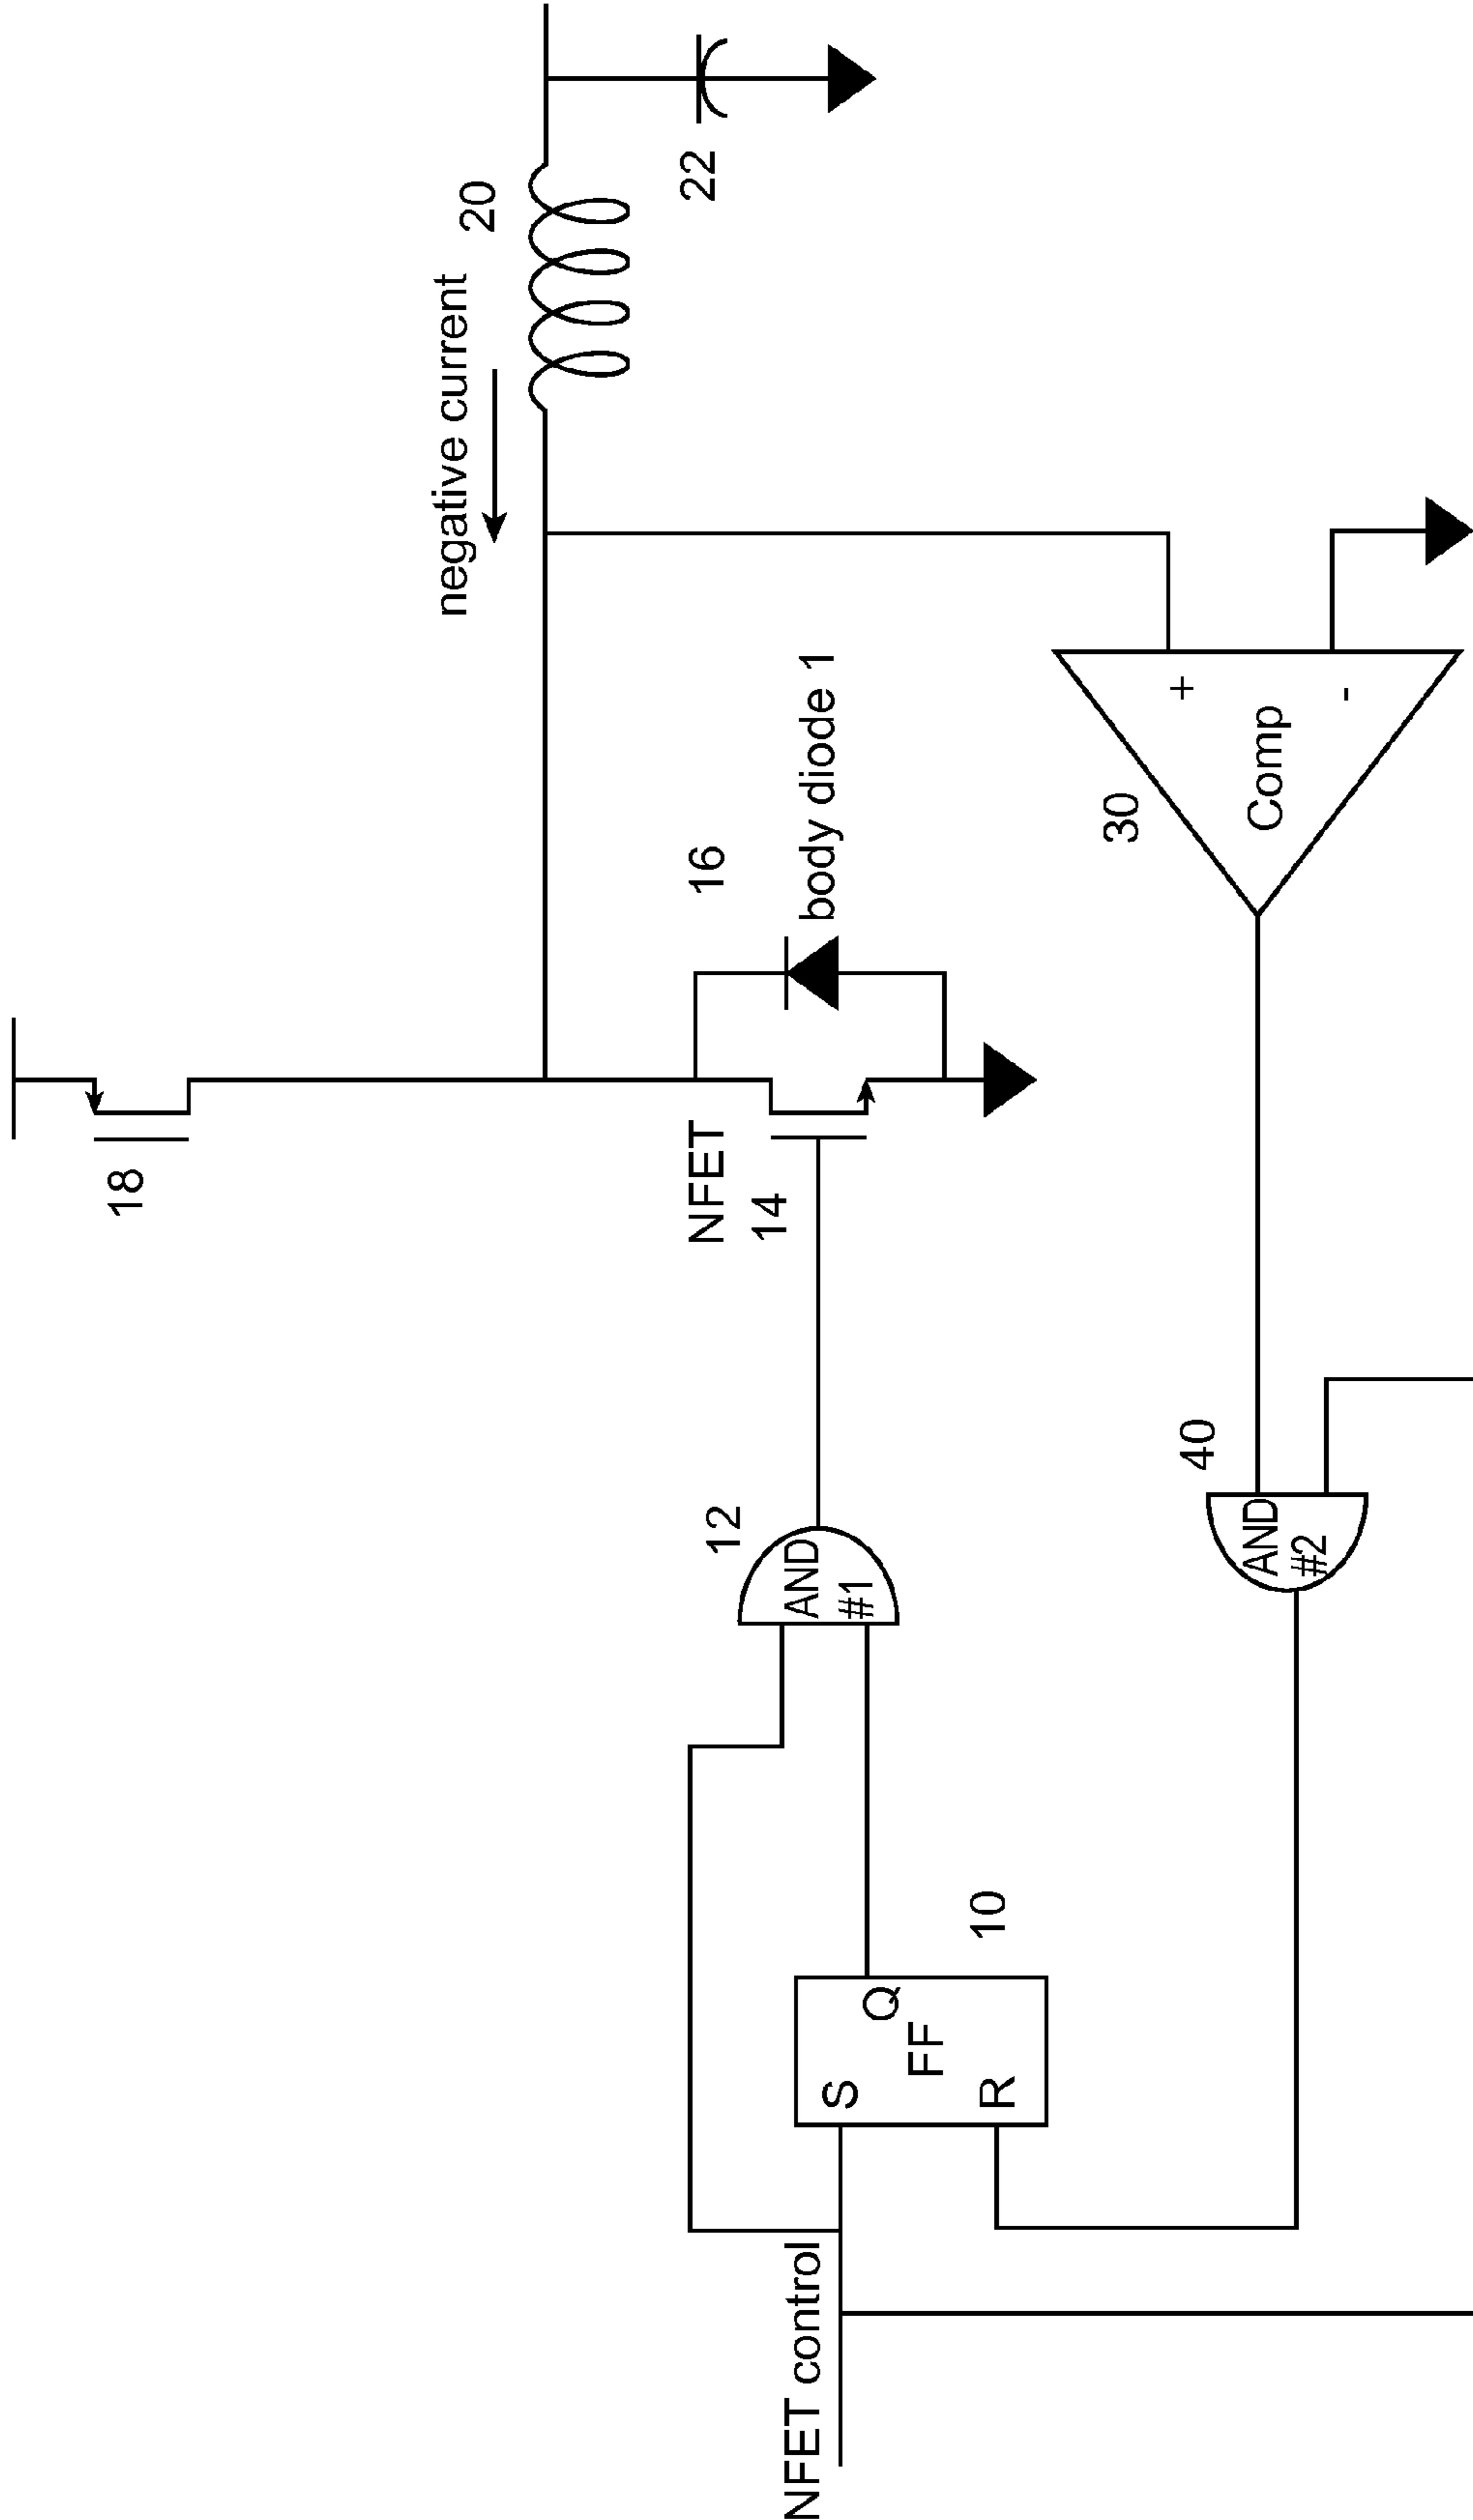 18
negative current
20
22
NFET
14
16
body diode 1
12
AND
#1
NFET control
S
Q
FF
R
10
30
+
-
Comp
40
AND
#2